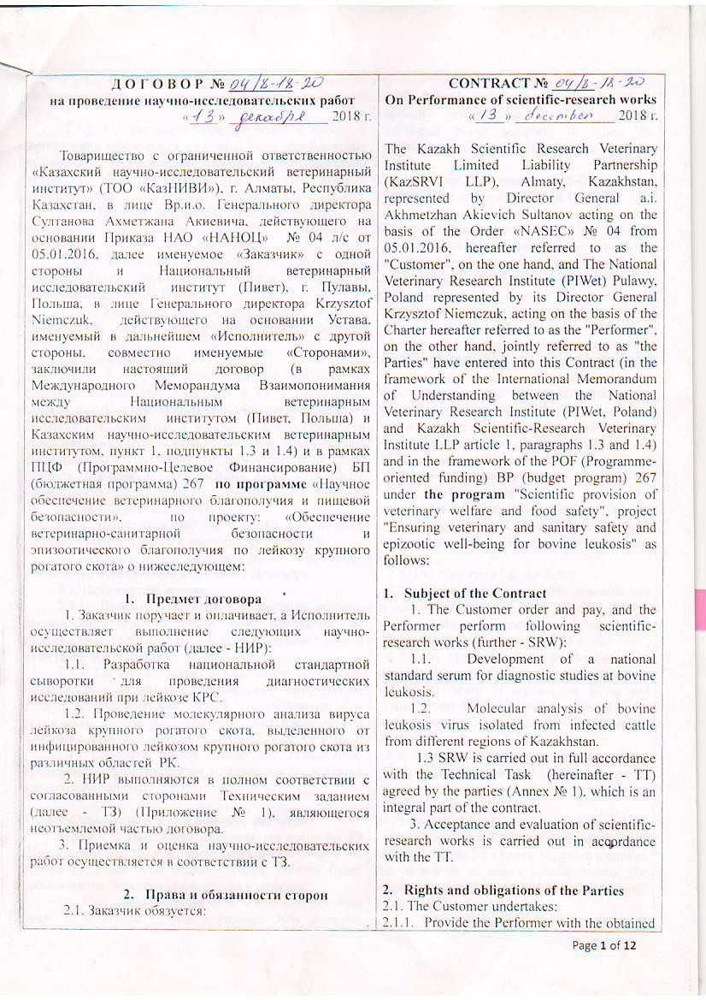 Д О Г О В О Р № 04/8-18-20
на проведение научно-исследовательских работ
« 13 » декабря 2018 г.
Товарищество с ограниченной ответственностью
«Казахский научно-исследовательский ветеринарный
институт» (ТОО «КазНИВИ»), г. Алматы, Республика
Казахстан, в лице Вр.и.о. Генерального директора
Султанова Ахметжана Акиевича, действующего на
основании Приказа НАО «НАНОЦ» № 04 л/с от
05.01.2016, далее именуемое «Заказчик» с одной
стороны и Национальный ветеринарный
исследовательский институт (Пивет), г. Пулавы,
Польша, в лице Генерального директора Krzysztof
Niemczuk, действующего на основании Устава,
именуемый в дальнейшем «Исполнитель» с другой
стороны, совместно именуемые «Сторонами»,
заключили настоящий договор (в рамках
Международного Меморандума Взаимопонимания
между Национальным ветеринарным
исследовательским институтом (Пивет, Польша) и
Казахским научно-исследовательским ветеринарным
институтом, пункт 1, подпункты 1.3 и 1.4) и в рамках
ПЦФ (Программно-Целевое Финансирование) БП
(бюджетная программа) 267 по программе «Научное
обеспечение ветеринарного благополучия и пищевой
безопасности», по проекту: «Обеспечение
ветеринарно-санитарной безопасности и
эпизоотического благополучия по лейкозу крупного
рогатого скота» о нижеследующем:
1. Предмет договора
1. Заказчик поручает и оплачивает, а Исполнитель
осуществляет выполнение следующих научно-
исследовательской работ (далее - НИР):
1.1. Разработка национальной стандартной
сыворотки для проведения диагностических
исследований при лейкозе КРС.
1.2. Проведение молекулярного анализа вируса
лейкоза крупного рогатого скота, выделенного от
инфицированного лейкозом крупного рогатого скота из
различных областей РК.
2. НИР выполняются в полном соответствии с
согласованными сторонами Техническим заданием
(далее - ТЗ) (Приложение № 1), являющегося
неотъемлемой частью договора.
3. Приемка и оценка научно-исследовательских
работ осуществляется в соответствии с ТЗ.
2. Права и обязанности сторон
2.1. Заказчик обязуется:
CONTRACT № 04/8-18-20
On Performance of scientific-research works
« 13 » december 2018 г.
The Kazakh Scientific Research Veterinary
Institute Limited Liability Partnership
(KazSRVI LLP), Almaty, Kazakhstan,
represented by Director General a.i.
Akhmetzhan Akievich Sultanov acting on the
basis of the Order «NASEC» № 04 from
05.01.2016, hereafter referred to as the
"Customer", on the one hand, and The National
Veterinary Research Institute (PIWet) Pulawy,
Poland represented by its Director General
Krzysztof Niemczuk, acting on the basis of the
Charter hereafter referred to as the "Performer",
on the other hand, jointly referred to as "the
Parties" have entered into this Contract (in the
framework of the International Memorandum
of Understanding between the National
Veterinary Research Institute (PIWet, Poland)
and Kazakh Scientific-Research Veterinary
Institute LLP article 1, paragraphs 1.3 and 1.4)
and in the framework of the POF (Programme-
oriented funding) BP (budget program) 267
under the program "Scientific provision of
veterinary welfare and food safety", project
"Ensuring veterinary and sanitary safety and
epizootic well-being for bovine leukosis" as
follows:
1. Subject of the Contract
1. The Customer order and pay, and the
Performer perform following scientific-
research works (further - SRW):
1.1. Development of a national
standard serum for diagnostic studies at bovine
leukosis.
1.2. Molecular analysis of bovine
leukosis virus isolated from infected cattle
from different regions of Kazakhstan.
1.3 SRW is carried out in full accordance
with the Technical Task (hereinafter - TT)
agreed by the parties (Annex № 1), which is an
integral part of the contract.
3. Acceptance and evaluation of scientific-
research works is carried out in accordance
with the TT.
2. Rights and obligations of the Parties
2.1. The Customer undertakes:
2.1.1. Provide the Performer with the obtained
Page 1 of 12